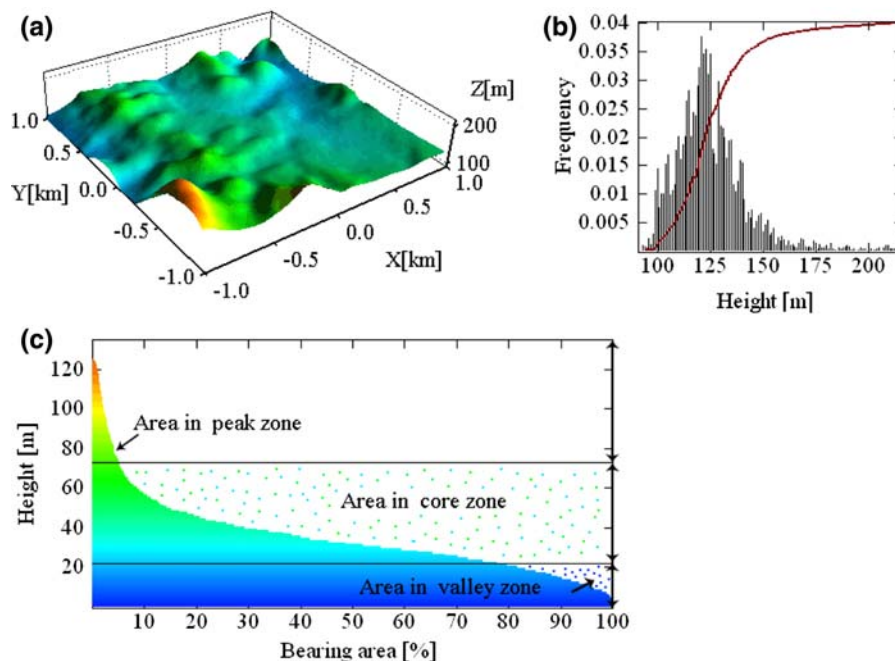 (a)
Z[m]
200
100
1.0
0.5
0.0
-0.5
-1.0
Y[km]
1.0
0.5
0.0
-0.5
-1.0
X[km]
(b)
0.04
0.035
0.03
0.025
0.02
0.015
0.01
0.005
Frequency
100 125 150 175 200
Height [m]
(c)
120
100
80
60
40
20
Height [m]
Area in peak zone
Area in core zone
Area in valley zone
10 20 30 40 50 60 70 80 90 100
Bearing area [%]